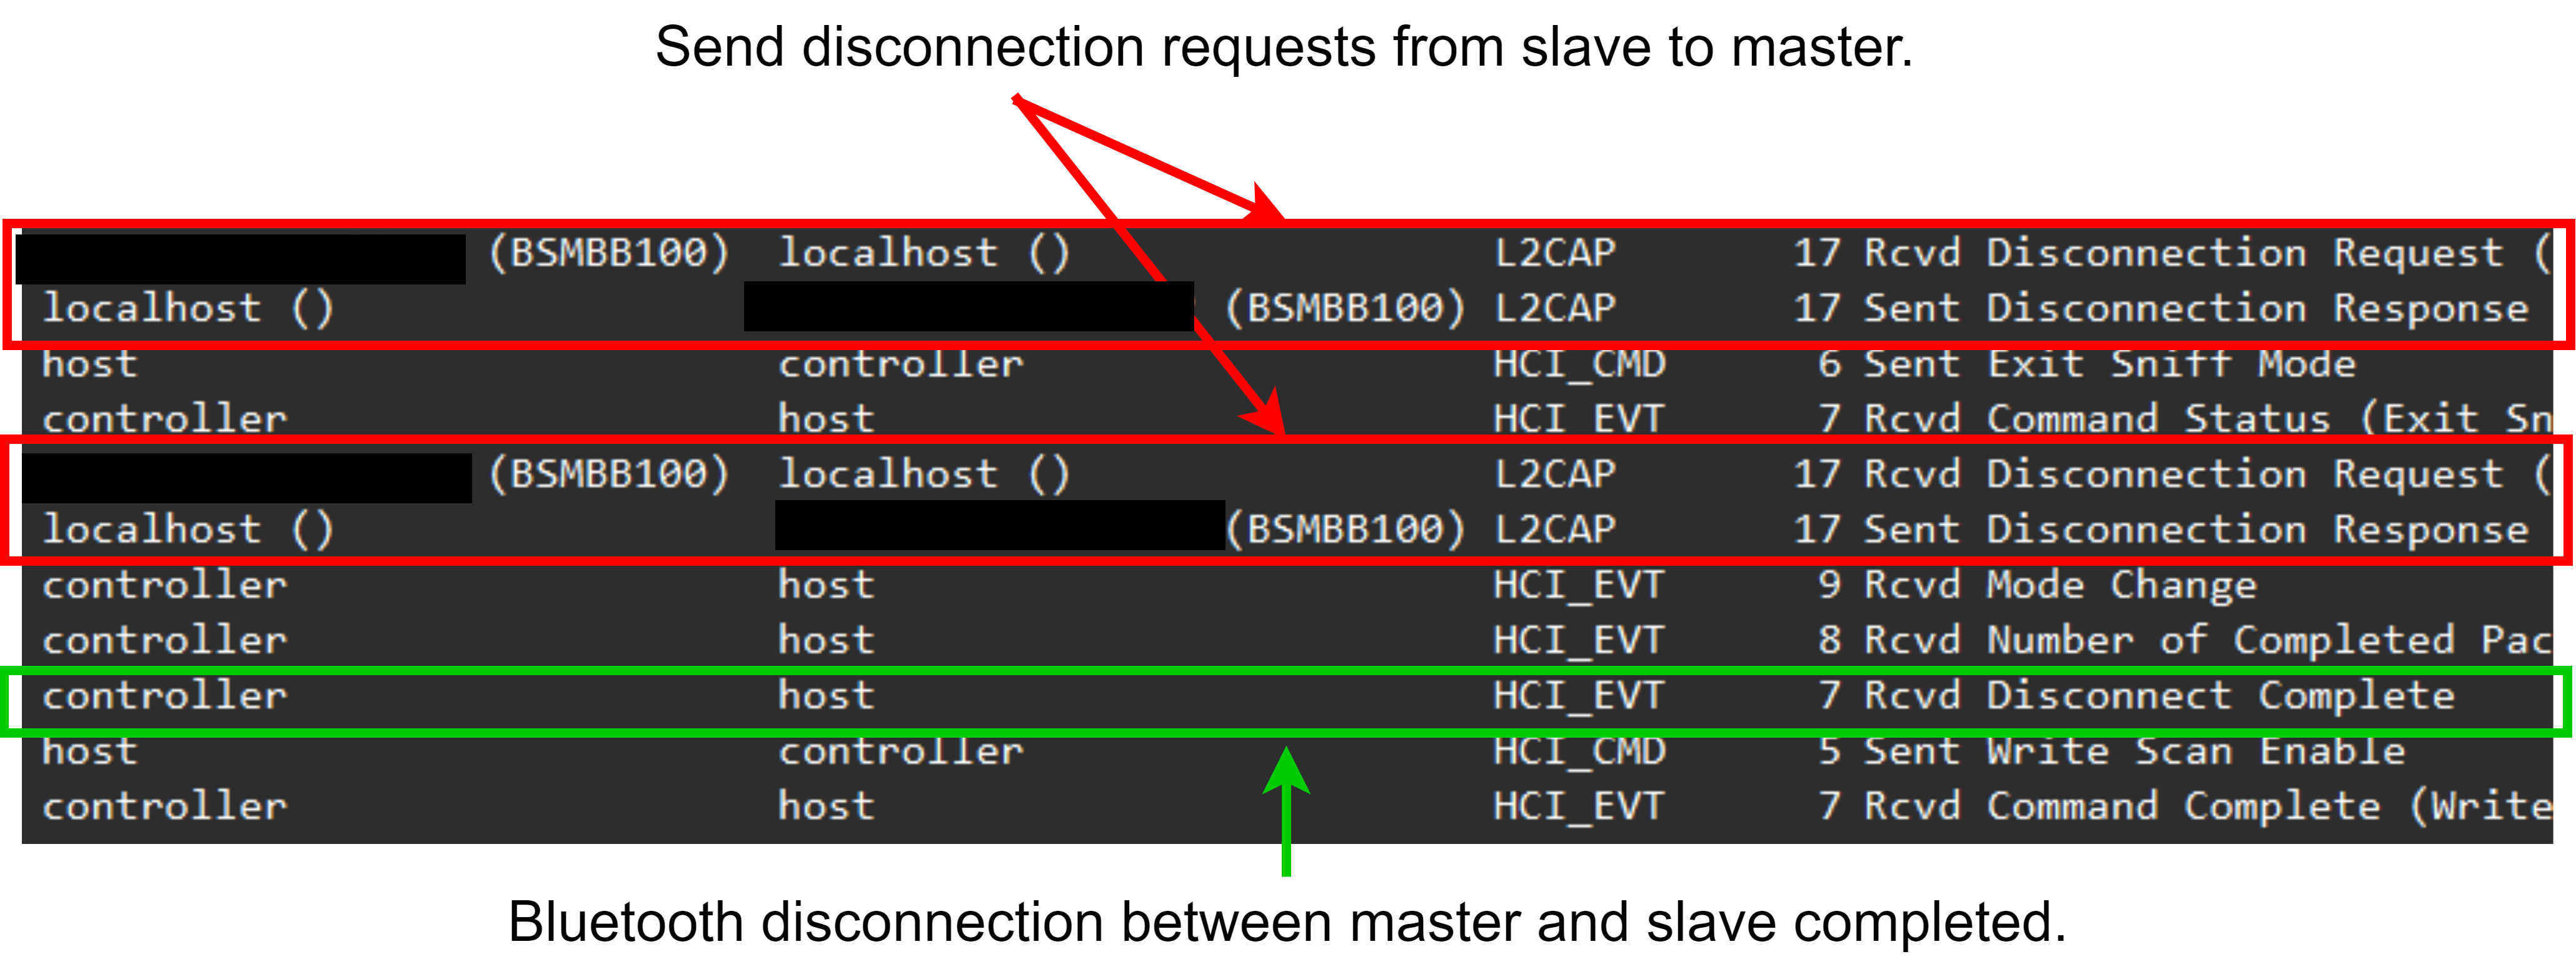 Send disconnection requests from slave to master.
(BSMBB100) localhost () L2CAP 17 Rcvd Disconnection Request (
localhost () (BSMBB100) L2CAP 17 Sent Disconnection Response
host controller HCI_CMD 6 Sent Exit Sniff Mode
controller host HCI_EVT 7 Rcvd Command Status (Exit Sn
(BSMBB100) localhost () L2CAP 17 Rcvd Disconnection Request (
localhost () (BSMBB100) L2CAP 17 Sent Disconnection Response
controller host HCI_EVT 9 Rcvd Mode Change
controller host HCI_EVT 8 Rcvd Number of Completed Pac
controller host HCI_EVT 7 Rcvd Disconnect Complete
host controller HCI_CMD 5 Sent Write Scan Enable
controller host HCI_EVT 7 Rcvd Command Complete (Write
Bluetooth disconnection between master and slave completed.